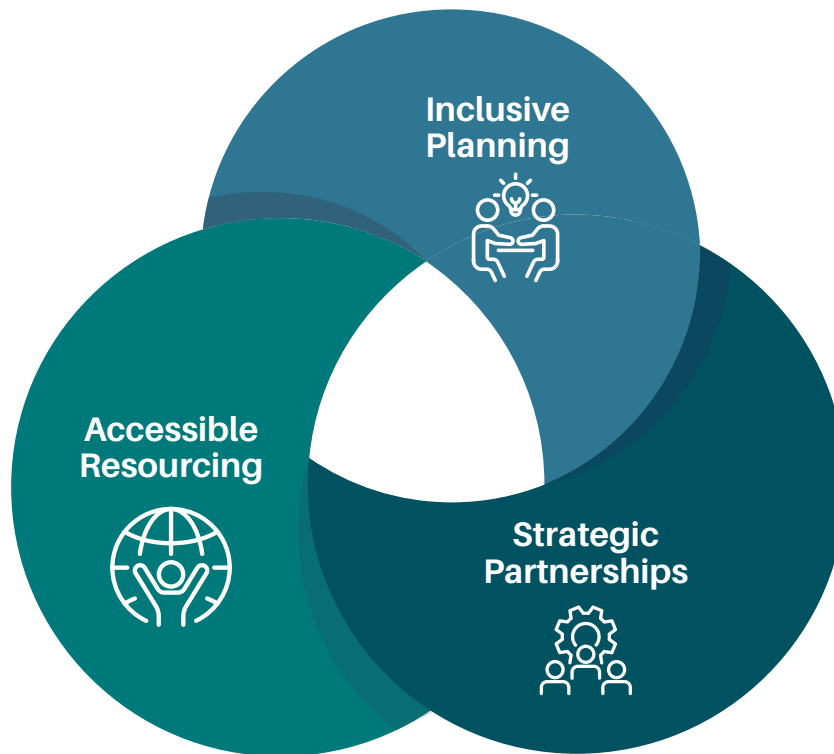 Inclusive
Planning
Accessible
Resourcing
Strategic
Partnerships